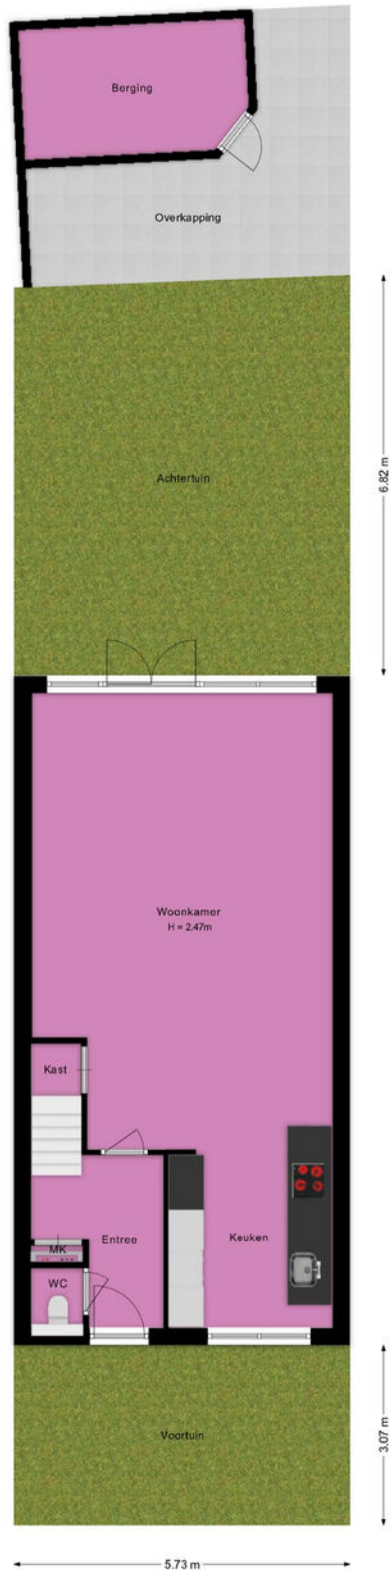 Berging
Overkapping
Achtertuin
6.82 m
Woonkamer
H = 2.47m
Kast
Entree
Keuken
MK
WC
Voortuin
3.07 m
5.73 m